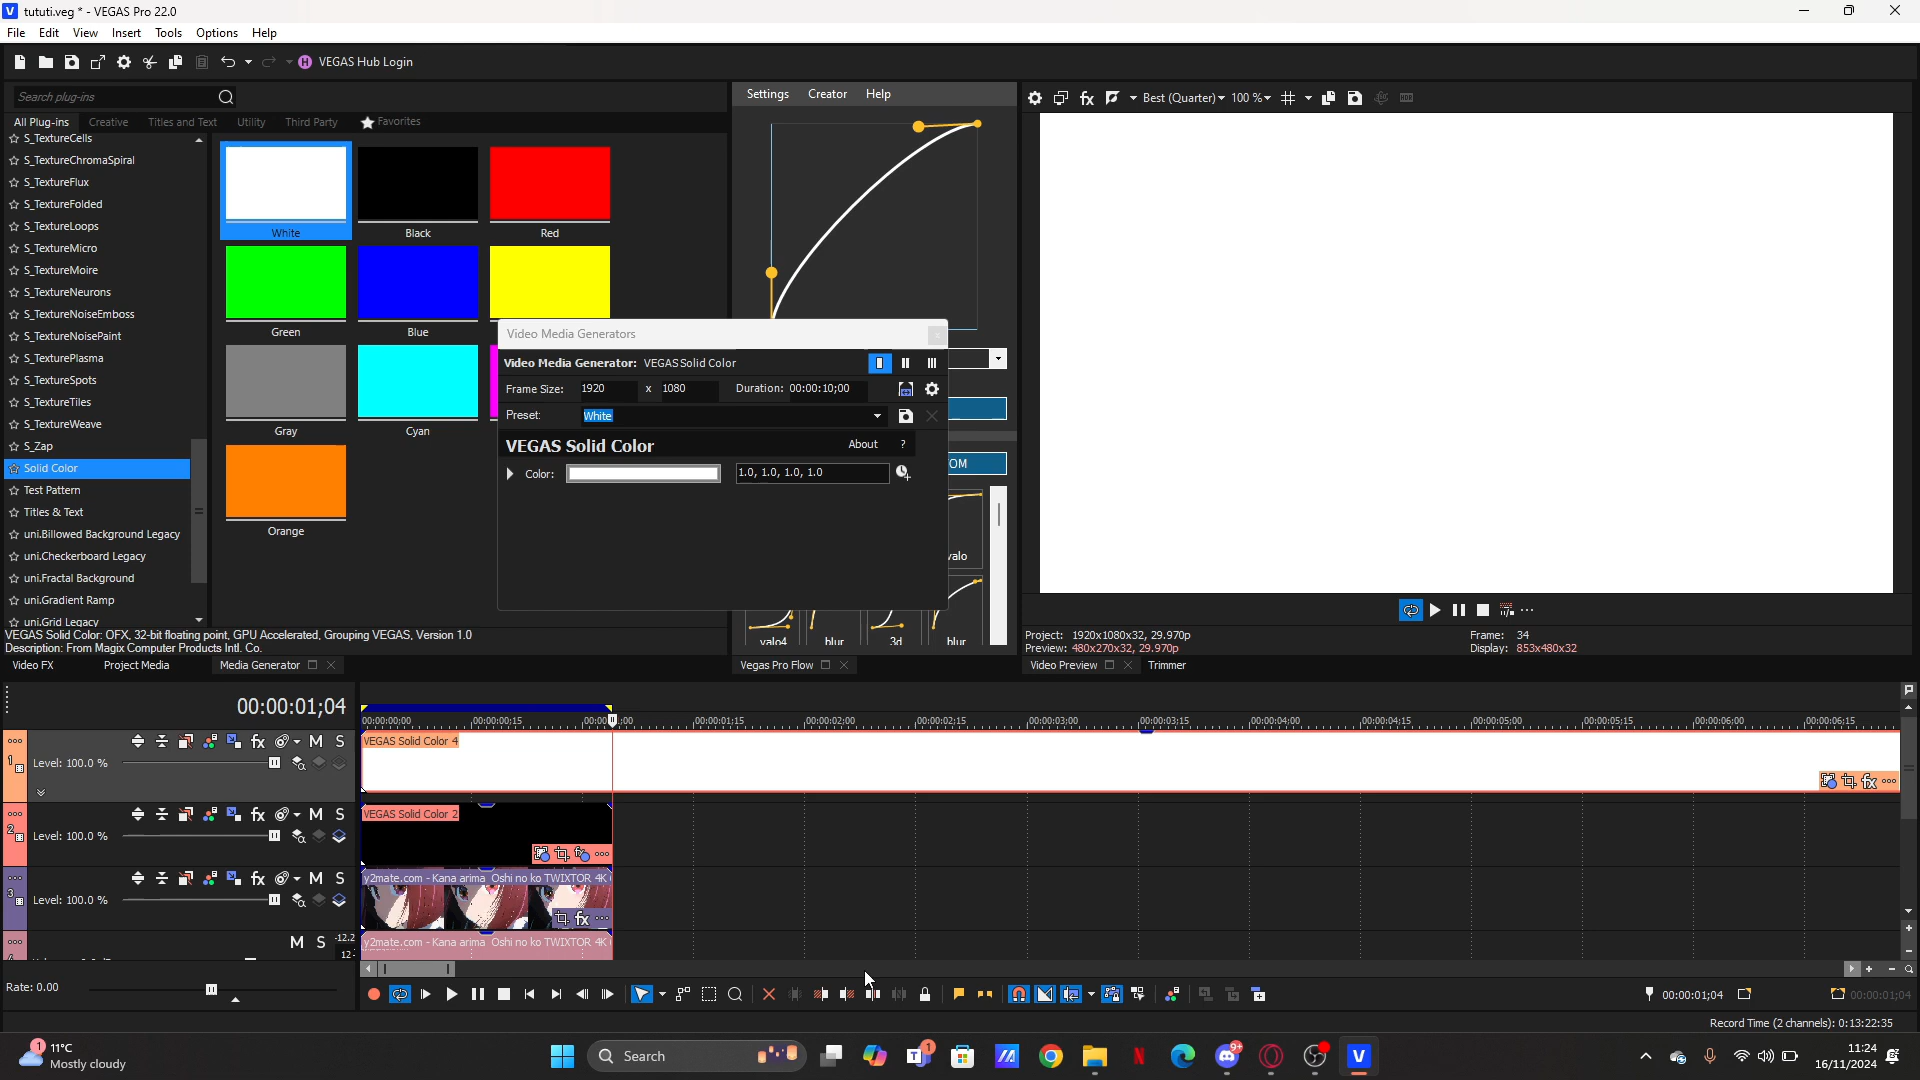 tututi.veg * - VEGAS Pro 22.0
File Edit View Insert Tools Options Help
VEGAS Hub Login
Search plug-ins
All Plug-ins Creative Titles and Text Utility Third Party Favorites
S_TextureCells
S_TextureChromaSpiral
S_TextureFlux
S_TextureFolded
S_TextureLoops
S_TextureMicro
S_TextureMoire
S_TextureNeurons
S_TextureNoiseEmboss
S_TextureNoisePaint
S_TexturePlasma
S_TextureSpots
S_TextureTiles
S_TextureWeave
S_Zap
Solid Color
Test Pattern
Titles & Text
uni.Billowed Background Legacy
uni.Checkerboard Legacy
uni.Fractal Background
uni.Gradient Ramp
uni.Grid Legacy
White Black Red
Green Blue
Gray Cyan
Orange
VEGAS Solid Color: OFX, 32-bit floating point, GPU Accelerated, Grouping VEGAS, Version 1.0
Description: From Magix Computer Products Intl. Co.
Video FX Project Media Media Generator
Settings Creator Help
Video Media Generators
Video Media Generator: VEGAS Solid Color
Frame Size: 1920 x 1080 Duration: 00:00:10;00
Preset: White
VEGAS Solid Color About ?
Color: 1.0, 1.0, 1.0, 1.0
OM
valo
valo4 blur 3d blur
Vegas Pro Flow
Best (Quarter) 100 %
Project: 1920x1080x32, 29.970p
Preview: 480x270x32, 29.970p
Frame: 34
Display: 853x480x32
Video Preview Trimmer
00:00:01;04
00:00:00;00 00:00:00;15 00:00 :00 00:00:01;15 00:00:02;00 00:00:02;15 00:00:03;00 00:00:03;15 00:00:04;00 00:00:04;15 00:00:05;00 00:00:05;15 00:00:06;00 00:00:06;15
1 M S
Level: 100.0 %
VEGAS Solid Color 4
2 M S
Level: 100.0 %
VEGAS Solid Color 2
3 M S
Level: 100.0 %
y2mate.com - Kana arima Oshi no ko TWIXTOR 4K
M S -12.2
12
y2mate.com - Kana arima Oshi no ko TWIXTOR 4K
Rate: 0.00
00:00:01;04 00:00:01;04
Record Time (2 channels): 0:13:22:35
1
11°C
Mostly cloudy
Search
1
9+
11:24
16/11/2024